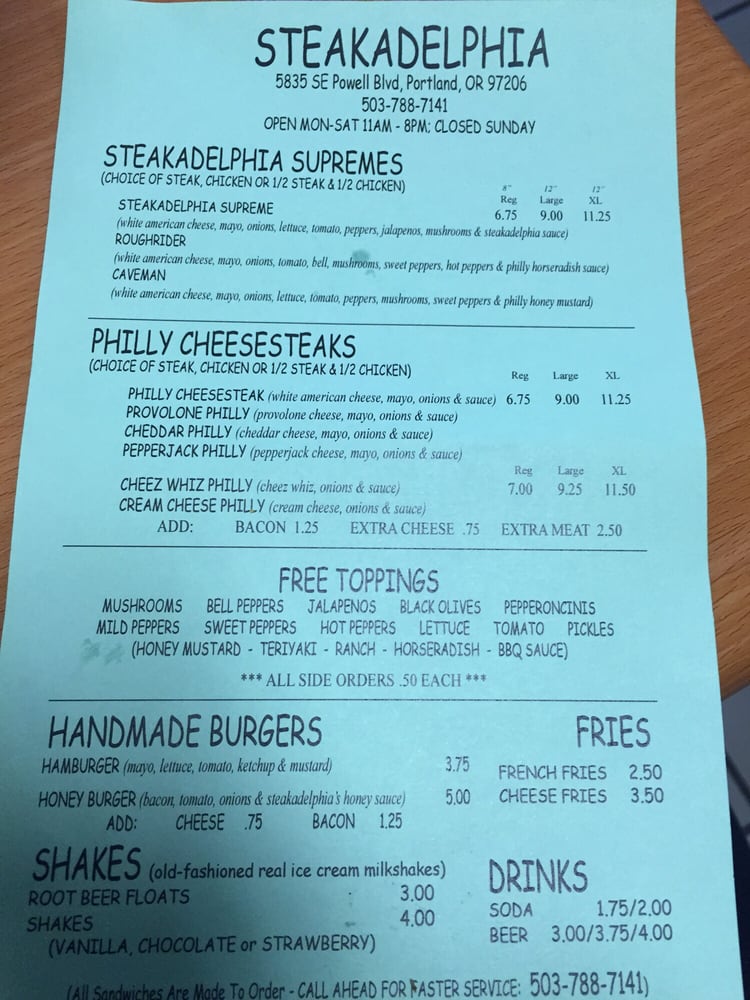 STEAKADELPHIA
5835 SE Powell Blvd, Portland, OR 97206
503-788-7141
OPEN MON-SAT 11AM - 8PM; CLOSED SUNDAY
STEAKADELPHIA SUPREMES
(CHOICE OF STEAK, CHICKEN OR 1/2 STEAK & 1/2 CHICKEN)
8" 12" 12"
Reg Large XL
STEAKADELPHIA SUPREME 6.75 9.00 11.25
(white american cheese, mayo, onions, lettuce, tomato, peppers, jalapenos, mushrooms & steakadelphia sauce)
ROUGHRIDER
(white american cheese, mayo, onions, tomato, bell, mushrooms, sweet peppers, hot peppers & philly horseradish sauce)
CAVEMAN
(white american cheese, mayo, onions, lettuce, tomato, peppers, mushrooms, sweet peppers & philly honey mustard)
PHILLY CHEESESTEAKS
(CHOICE OF STEAK, CHICKEN OR 1/2 STEAK & 1/2 CHICKEN)
Reg Large XL
PHILLY CHEESESTEAK (white american cheese, mayo, onions & sauce) 6.75 9.00 11.25
PROVOLONE PHILLY (provolone cheese, mayo, onions & sauce)
CHEDDAR PHILLY (cheddar cheese, mayo, onions & sauce)
PEPPERJACK PHILLY (pepperjack cheese, mayo, onions & sauce)
Reg Large XL
CHEEZ WHIZ PHILLY (cheez whiz, onions & sauce) 7.00 9.25 11.50
CREAM CHEESE PHILLY (cream cheese, onions & sauce)
ADD: BACON 1.25 EXTRA CHEESE .75 EXTRA MEAT 2.50
FREE TOPPINGS
MUSHROOMS BELL PEPPERS JALAPENOS BLACK OLIVES PEPPERONCINIS
MILD PEPPERS SWEET PEPPERS HOT PEPPERS LETTUCE TOMATO PICKLES
(HONEY MUSTARD - TERIYAKI - RANCH - HORSERADISH - BBQ SAUCE)
*** ALL SIDE ORDERS .50 EACH ***
HANDMADE BURGERS
HAMBURGER (mayo, lettuce, tomato, ketchup & mustard) 3.75
HONEY BURGER (bacon, tomato, onions & steakadelphia's honey sauce) 5.00
ADD: CHEESE .75 BACON 1.25
FRIES
FRENCH FRIES 2.50
CHEESE FRIES 3.50
SHAKES (old-fashioned real ice cream milkshakes)
ROOT BEER FLOATS 3.00
SHAKES 4.00
(VANILLA, CHOCOLATE or STRAWBERRY)
DRINKS
SODA 1.75/2.00
BEER 3.00/3.75/4.00
(All Sandwiches Are Made To Order - CALL AHEAD FOR FASTER SERVICE: 503-788-7141)